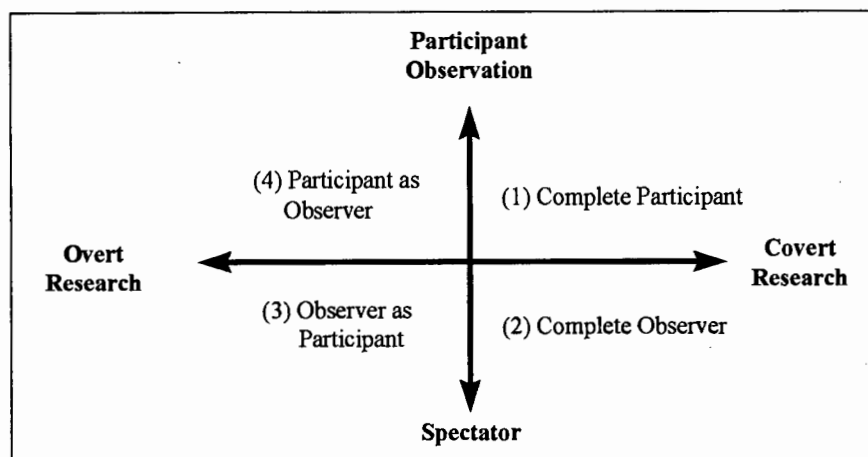 Participant
Observation
(4) Participant as
Observer
(1) Complete Participant
Overt
Research
Covert
Research
(3) Observer as
Participant
(2) Complete Observer
Spectator